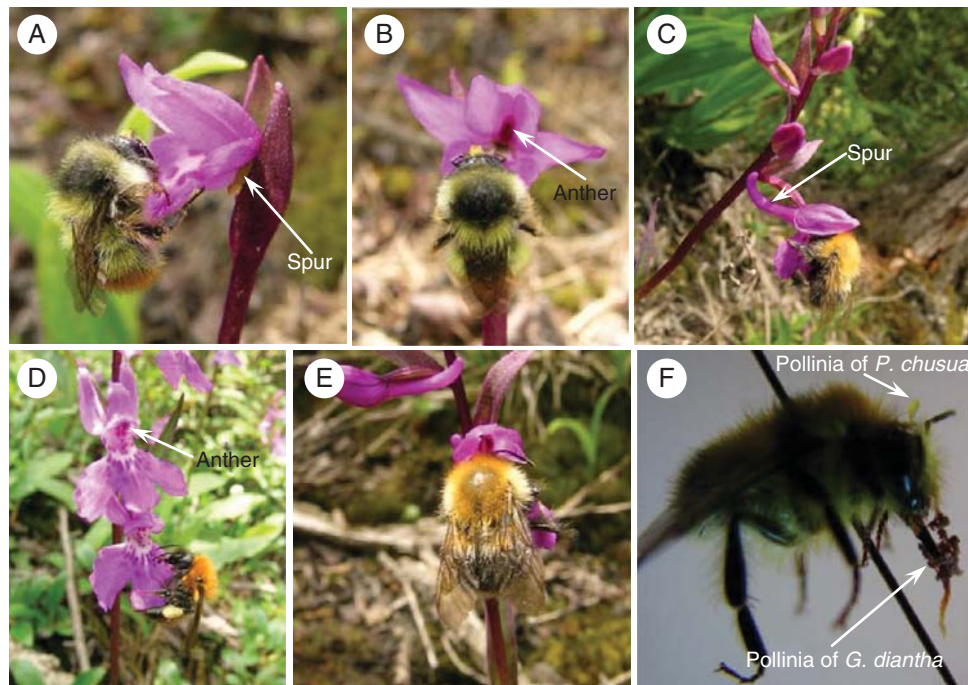 A
B
C
Spur
Anther
Spur
D
E
F
Anther
Pollinia of P. chusua
Pollinia of G. diantha